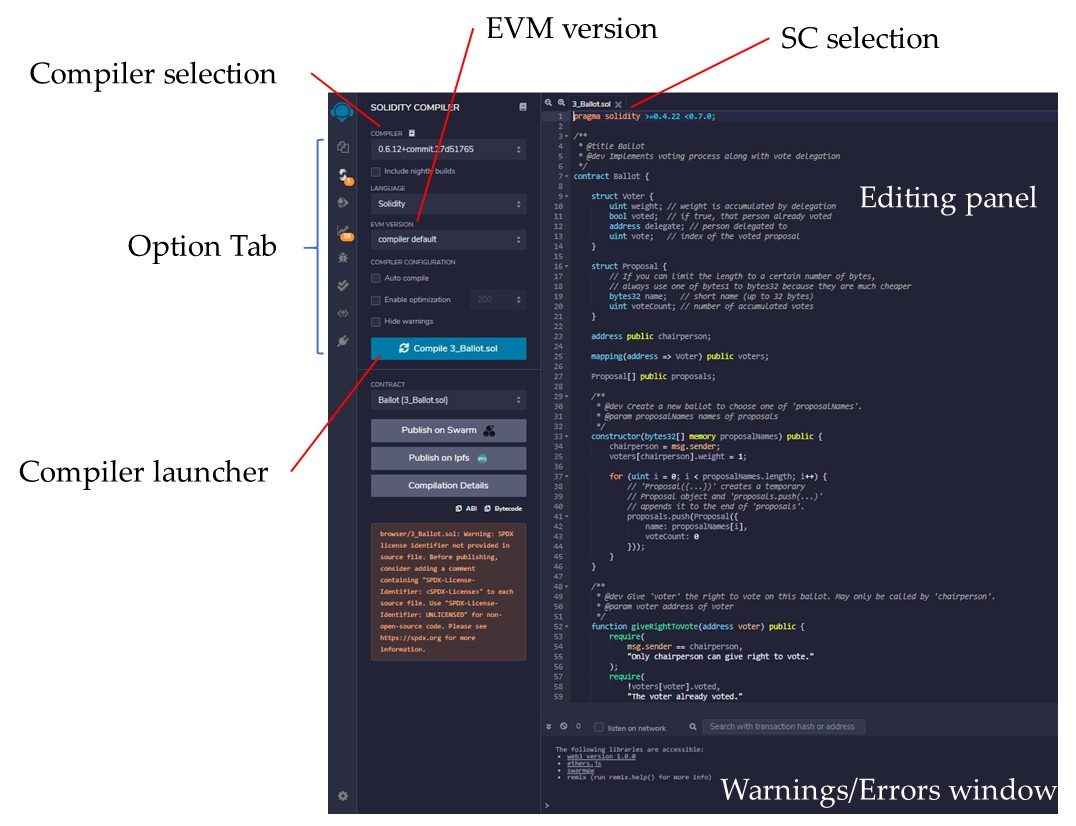 EVM version
SC selection
Compiler selection
Option Tab
Compiler launcher
SOLIDITY COMPILER
COMPILER
0.6.12+commit.27d51765
Include nightly builds
LANGUAGE
Solidity
EVM VERSION
compiler default
COMPILER CONFIGURATION
Auto compile
Enable optimization 200
Hide warnings
Compile 3_Ballot.sol
CONTRACT
Ballot (3_Ballot.sol)
Publish on Swarm
Publish on Ipfs
Compilation Details
ABI Bytecode
browser/3_Ballot.sol: Warning: SPDX
license identifier not provided in
source file. Before publishing,
consider adding a comment
containing "SPDX-License-
Identifier: <SPDX-License>" to each
source file. Use "SPDX-License-
Identifier: UNLICENSED" for non-
open-source code. Please see
https://spdx.org for more
information.
3_Ballot.sol
1 pragma solidity >=0.4.22 <0.7.0;
2
3 /**
4 * @title Ballot
5 * @dev Implements voting process along with vote delegation
6 */
7 contract Ballot {
8
9 struct Voter {
10 uint weight; // weight is accumulated by delegation
11 bool voted; // if true, that person already voted
12 address delegate; // person delegated to
13 uint vote; // index of the voted proposal
14 }
15
16 struct Proposal {
17 // If you can limit the length to a certain number of bytes,
18 // always use one of bytes1 to bytes32 because they are much cheaper
19 bytes32 name; // short name (up to 32 bytes)
20 uint voteCount; // number of accumulated votes
21 }
22
23 address public chairperson;
24
25 mapping(address => Voter) public voters;
26
27 Proposal[] public proposals;
28
29 /**
30 * @dev Create a new ballot to choose one of 'proposalNames'.
31 * @param proposalNames names of proposals
32 */
33 constructor(bytes32[] memory proposalNames) public {
34 chairperson = msg.sender;
35 voters[chairperson].weight = 1;
36
37 for (uint i = 0; i < proposalNames.length; i++) {
38 // 'Proposal({...})' creates a temporary
39 // Proposal object and 'proposals.push(...)'
40 // appends it to the end of 'proposals'.
41 proposals.push(Proposal({
42 name: proposalNames[i],
43 voteCount: 0
44 }));
45 }
46 }
47
48 /**
49 * @dev Give 'voter' the right to vote on this ballot. May only be called by 'chairperson'.
50 * @param voter address of voter
51 */
52 function giveRightToVote(address voter) public {
53 require(
54 msg.sender == chairperson,
55 "Only chairperson can give right to vote."
56 );
57 require(
58 !voters[voter].voted,
59 "The voter already voted."
Editing panel
0 listen on network Search with transaction hash or address
The following libraries are accessible:
web3 version 1.0.0
ethers.js
swarmgw
remix (run remix.help() for more info)
>
Warnings/Errors window